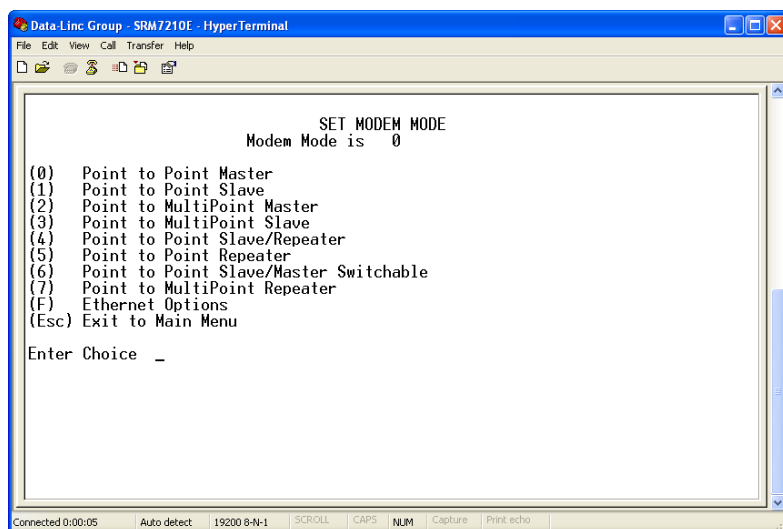 Data-Linc Group - SRM7210E - HyperTerminal
File Edit View Call Transfer Help
SET MODEM MODE
Modem Mode is 0
(0) Point to Point Master
(1) Point to Point Slave
(2) Point to MultiPoint Master
(3) Point to MultiPoint Slave
(4) Point to Point Slave/Repeater
(5) Point to Point Repeater
(6) Point to Point Slave/Master Switchable
(7) Point to MultiPoint Repeater
(F) Ethernet Options
(Esc) Exit to Main Menu
Enter Choice _
Connected 0:00:05 Auto detect 19200 8-N-1 SCROLL CAPS NUM Capture Print echo